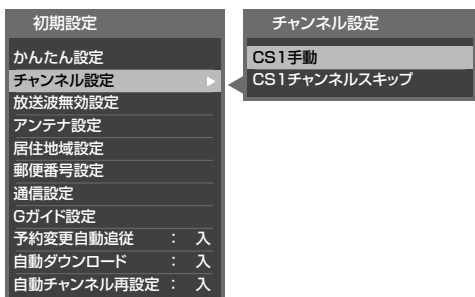 初期設定
かんたん設定
チャンネル設定
放送波無効設定
アンテナ設定
居住地域設定
郵便番号設定
通信設定
Gガイド設定
予約変更自動追従 ： 入
自動ダウンロード ： 入
自動チャンネル再設定 ： 入
チャンネル設定
CS1手動
CS1チャンネルスキップ